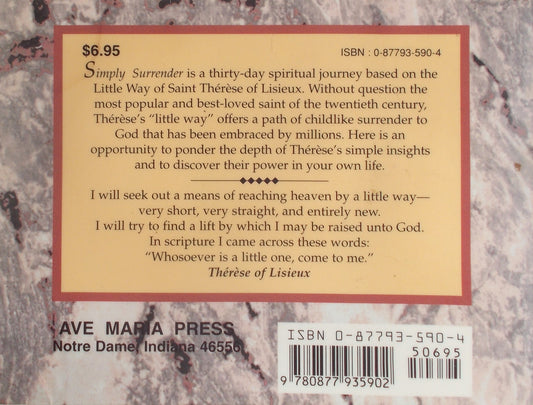 $6.95
ISBN : 0-87793-590-4
Simply Surrender is a thirty-day spiritual journey based on the
Little Way of Saint Thérèse of Lisieux. Without question the
most popular and best-loved saint of the twentieth century,
Thérèse's “little way” offers a path of childlike surrender to
God that has been embraced by millions. Here is an
opportunity to ponder the depth of Thérèse's simple insights
and to discover their power in your own life.
I will seek out a means of reaching heaven by a little way—
very short, very straight, and entirely new.
I will try to find a lift by which I may be raised unto God.
In scripture I came across these words:
“Whosoever is a little one, come to me.”
Thérèse of Lisieux
AVE MARIA PRESS
Notre Dame, Indiana 46556
ISBN 0-87793-590-4
50695
9 780877 935902